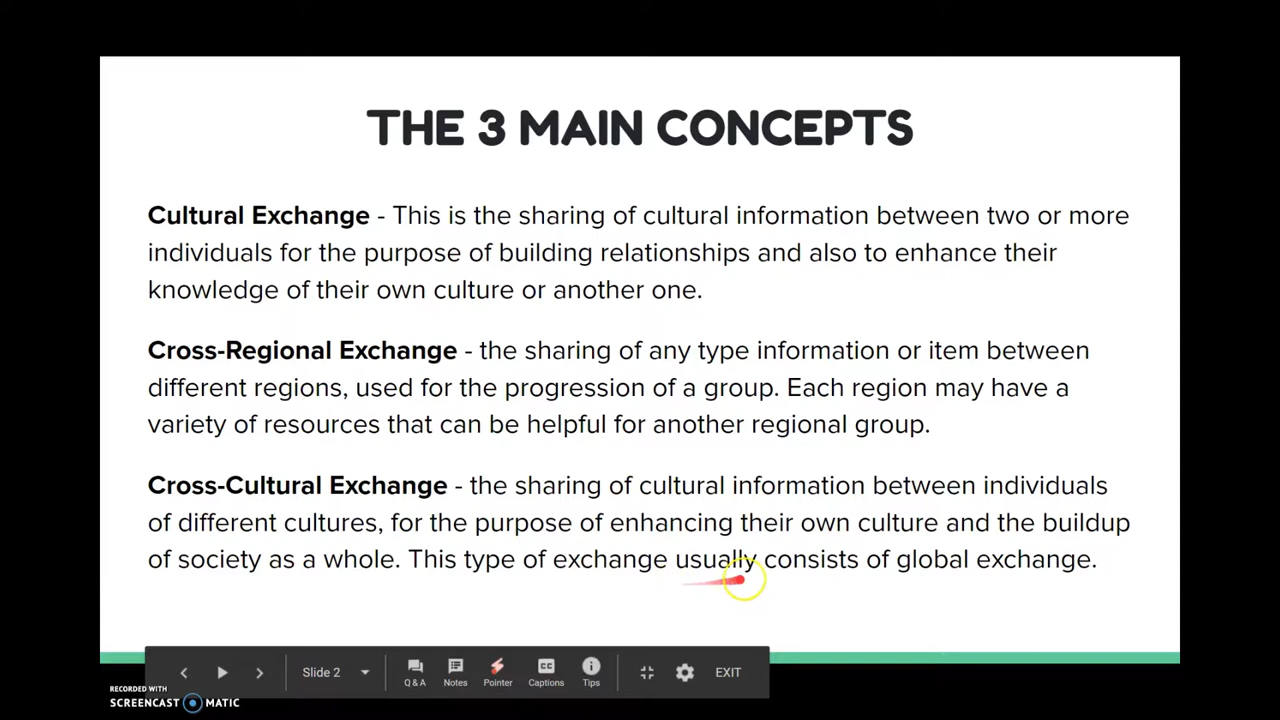 THE 3 MAIN CONCEPTS
Cultural Exchange - This is the sharing of cultural information between two or more
individuals for the purpose of building relationships and also to enhance their
knowledge of their own culture or another one.
Cross-Regional Exchange - the sharing of any type information or item between
different regions, used for the progression of a group. Each region may have a
variety of resources that can be helpful for another regional group.
Cross-Cultural Exchange - the sharing of cultural information between individuals
of different cultures, for the purpose of enhancing their own culture and the buildup
of society as a whole. This type of exchange usually consists of global exchange.
Slide 2
Q & A Notes Pointer Captions Tips
EXIT
RECORDED WITH
SCREENCAST MATIC